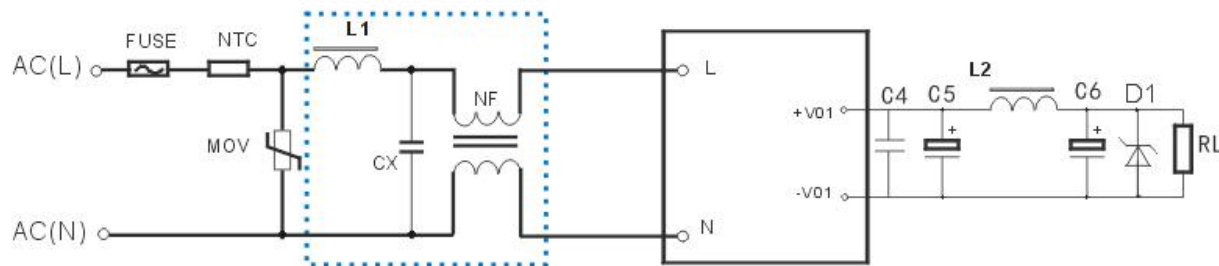 L1
FUSE NTC
AC(L)
L
L2
C4 C5 C6 D1
NF
+V01
MOV
CX
RL
-V01
AC(N)
N
+
+